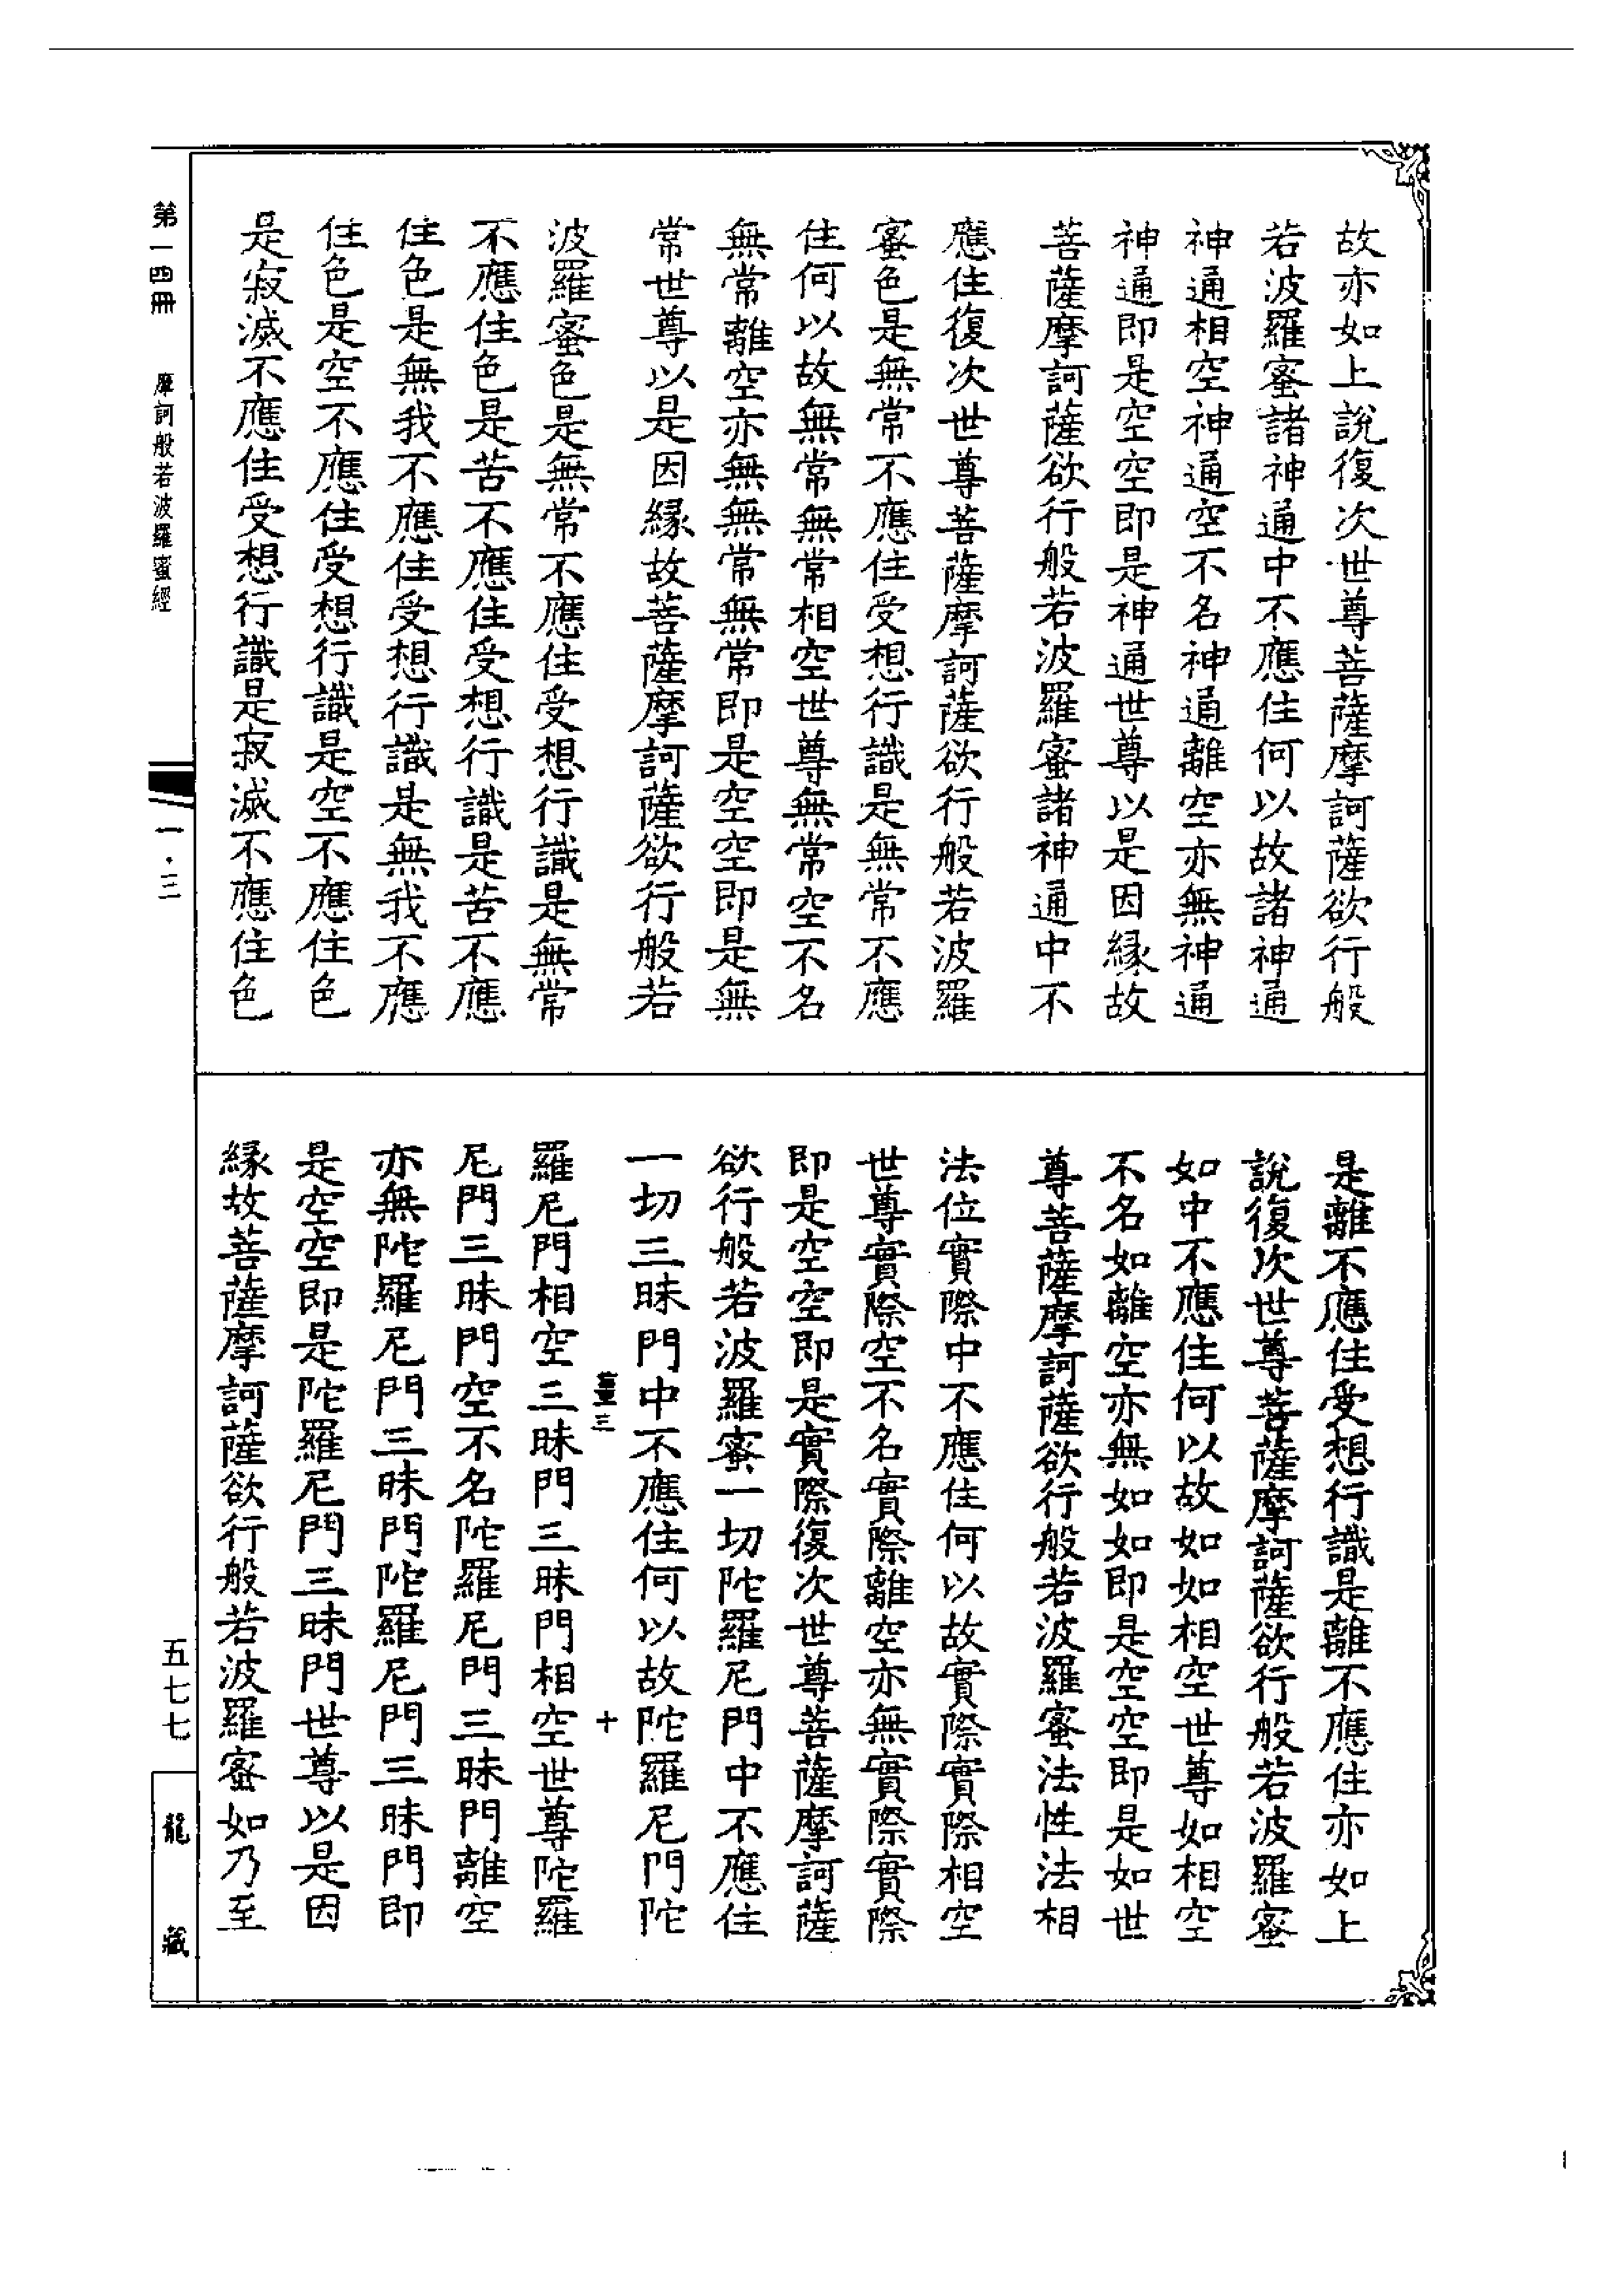 故亦如上說復次世尊菩薩摩訶薩欲行般
若波羅蜜諸神通中不應住何以故諸神通
神通相空神通空不名神通離空亦無神通
神通即是空空即是神通世尊以是因緣故
菩薩摩訶薩欲行般若波羅蜜諸神通中不
應住復次世尊菩薩摩訶薩欲行般若波羅
蜜色是無常不應住受想行識是無常不應
住何以故無常無常相空世尊無常空不名
無常離空亦無無常無常即是空空即是無
常世尊以是因緣故菩薩摩訶薩欲行般若
波羅蜜色是無常不應住受想行識是無常
不應住色是苦不應住受想行識是苦不應
住色是無我不應住受想行識是無我不應
住色是空不應住受想行識是空不應住色
是寂滅不應住受想行識是寂滅不應住色
是離不應住受想行識是離不應住亦如上
說復次世尊菩薩摩訶薩欲行般若波羅蜜
如中不應住何以故如如相空世尊如相空
不名如離空亦無如如即是空空即是如世
尊菩薩摩訶薩欲行般若波羅蜜法性法相
法位實際中不應住何以故實際實際相空
世尊實際空不名實際離空亦無實際實際
即是空空即是實際復次世尊菩薩摩訶薩
欲行般若波羅蜜一切陀羅尼門中不應住
一切三昧門中不應住何以故陀羅尼門陀
薑三 十
羅尼門相空三昧門三昧門相空世尊陀羅
尼門三昧門空不名陀羅尼門三昧門離空
亦無陀羅尼門三昧門陀羅尼門三昧門即
是空空即是陀羅尼門三昧門世尊以是因
緣故菩薩摩訶薩欲行般若波羅蜜如乃至
第一四冊 摩訶般若波羅蜜經
一·三
五七七
龍藏